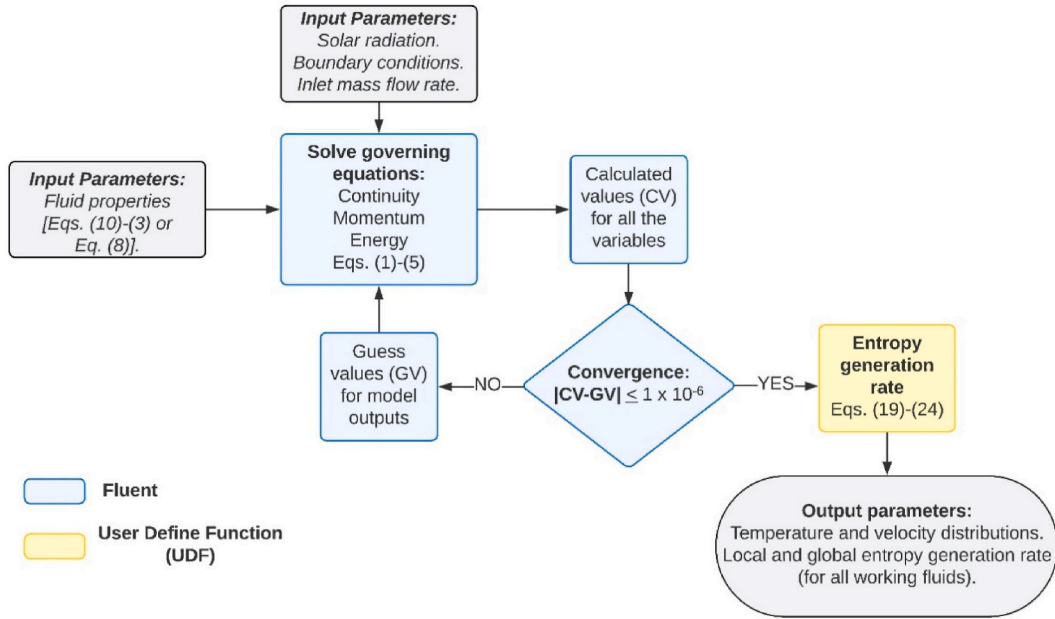 Input Parameters:
Solar radiation.
Boundary conditions.
Inlet mass flow rate.
Input Parameters:
Fluid properties
[Eqs. (10)-(3) or
Eq. (8)].
Solve governing
equations:
Continuity
Momentum
Energy
Eqs. (1)-(5)
Calculated
values (CV)
for all the
variables
Guess
values (GV)
for model
outputs
NO
Convergence:
|CV-GV| ≤ 1 x 10⁻⁶
YES
Entropy
generation
rate
Eqs. (19)-(24)
Fluent
User Define Function
(UDF)
Output parameters:
Temperature and velocity distributions.
Local and global entropy generation rate
(for all working fluids).